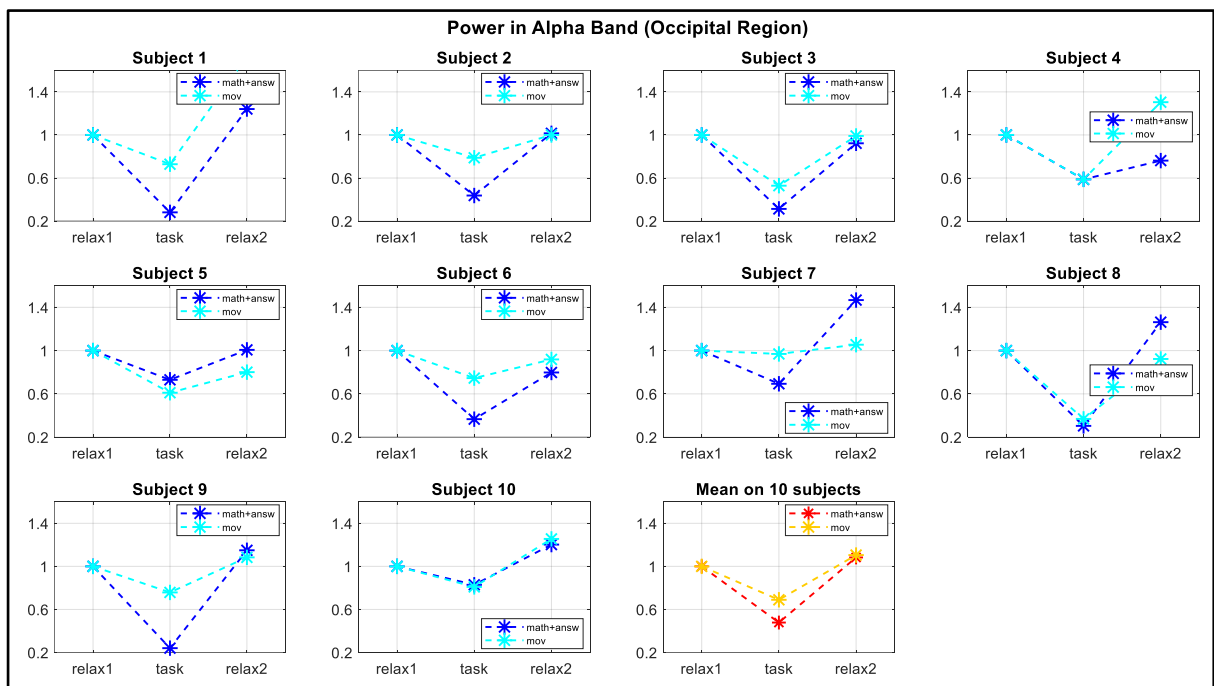 Power in Alpha Band (Occipital Region)
Subject 1
math+answ
mov
1.4
1
0.6
0.2
relax1 task relax2
Subject 2
math+answ
mov
1.4
1
0.6
0.2
relax1 task relax2
Subject 3
math+answ
mov
1.4
1
0.6
0.2
relax1 task relax2
Subject 4
math+answ
mov
1.4
1
0.6
0.2
relax1 task relax2
Subject 5
math+answ
mov
1.4
1
0.6
0.2
relax1 task relax2
Subject 6
math+answ
mov
1.4
1
0.6
0.2
relax1 task relax2
Subject 7
math+answ
mov
1.4
1
0.6
0.2
relax1 task relax2
Subject 8
math+answ
mov
1.4
1
0.6
0.2
relax1 task relax2
Subject 9
math+answ
mov
1.4
1
0.6
0.2
relax1 task relax2
Subject 10
math+answ
mov
1.4
1
0.6
0.2
relax1 task relax2
Mean on 10 subjects
math+answ
mov
1.4
1
0.6
0.2
relax1 task relax2